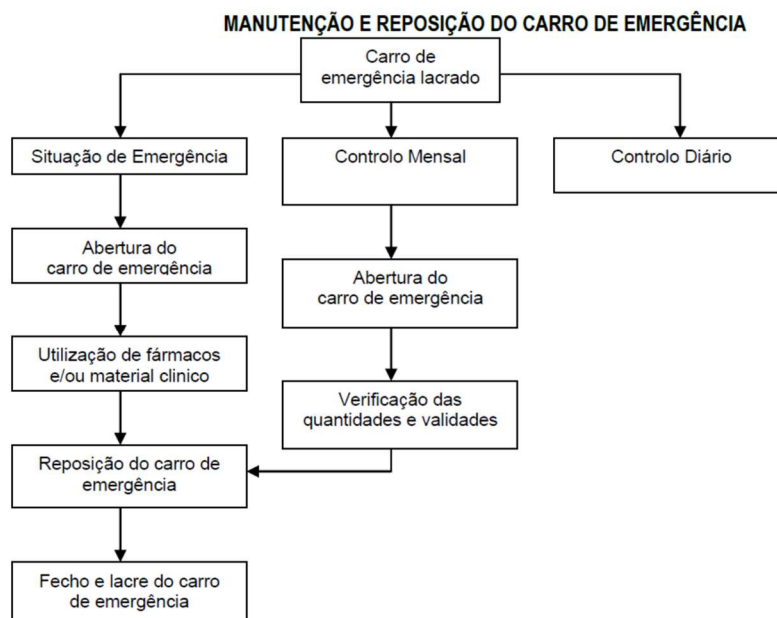 MANUTENÇÃO E REPOSIÇÃO DO CARRO DE EMERGÊNCIA
Carro de
emergência lacrado
Situação de Emergência
Controlo Mensal
Controlo Diário
Abertura do
carro de emergência
Abertura do
carro de emergência
Utilização de fármacos
e/ou material clinico
Verificação das
quantidades e validades
Reposição do carro de
emergência
Fecho e lacre do carro
de emergência